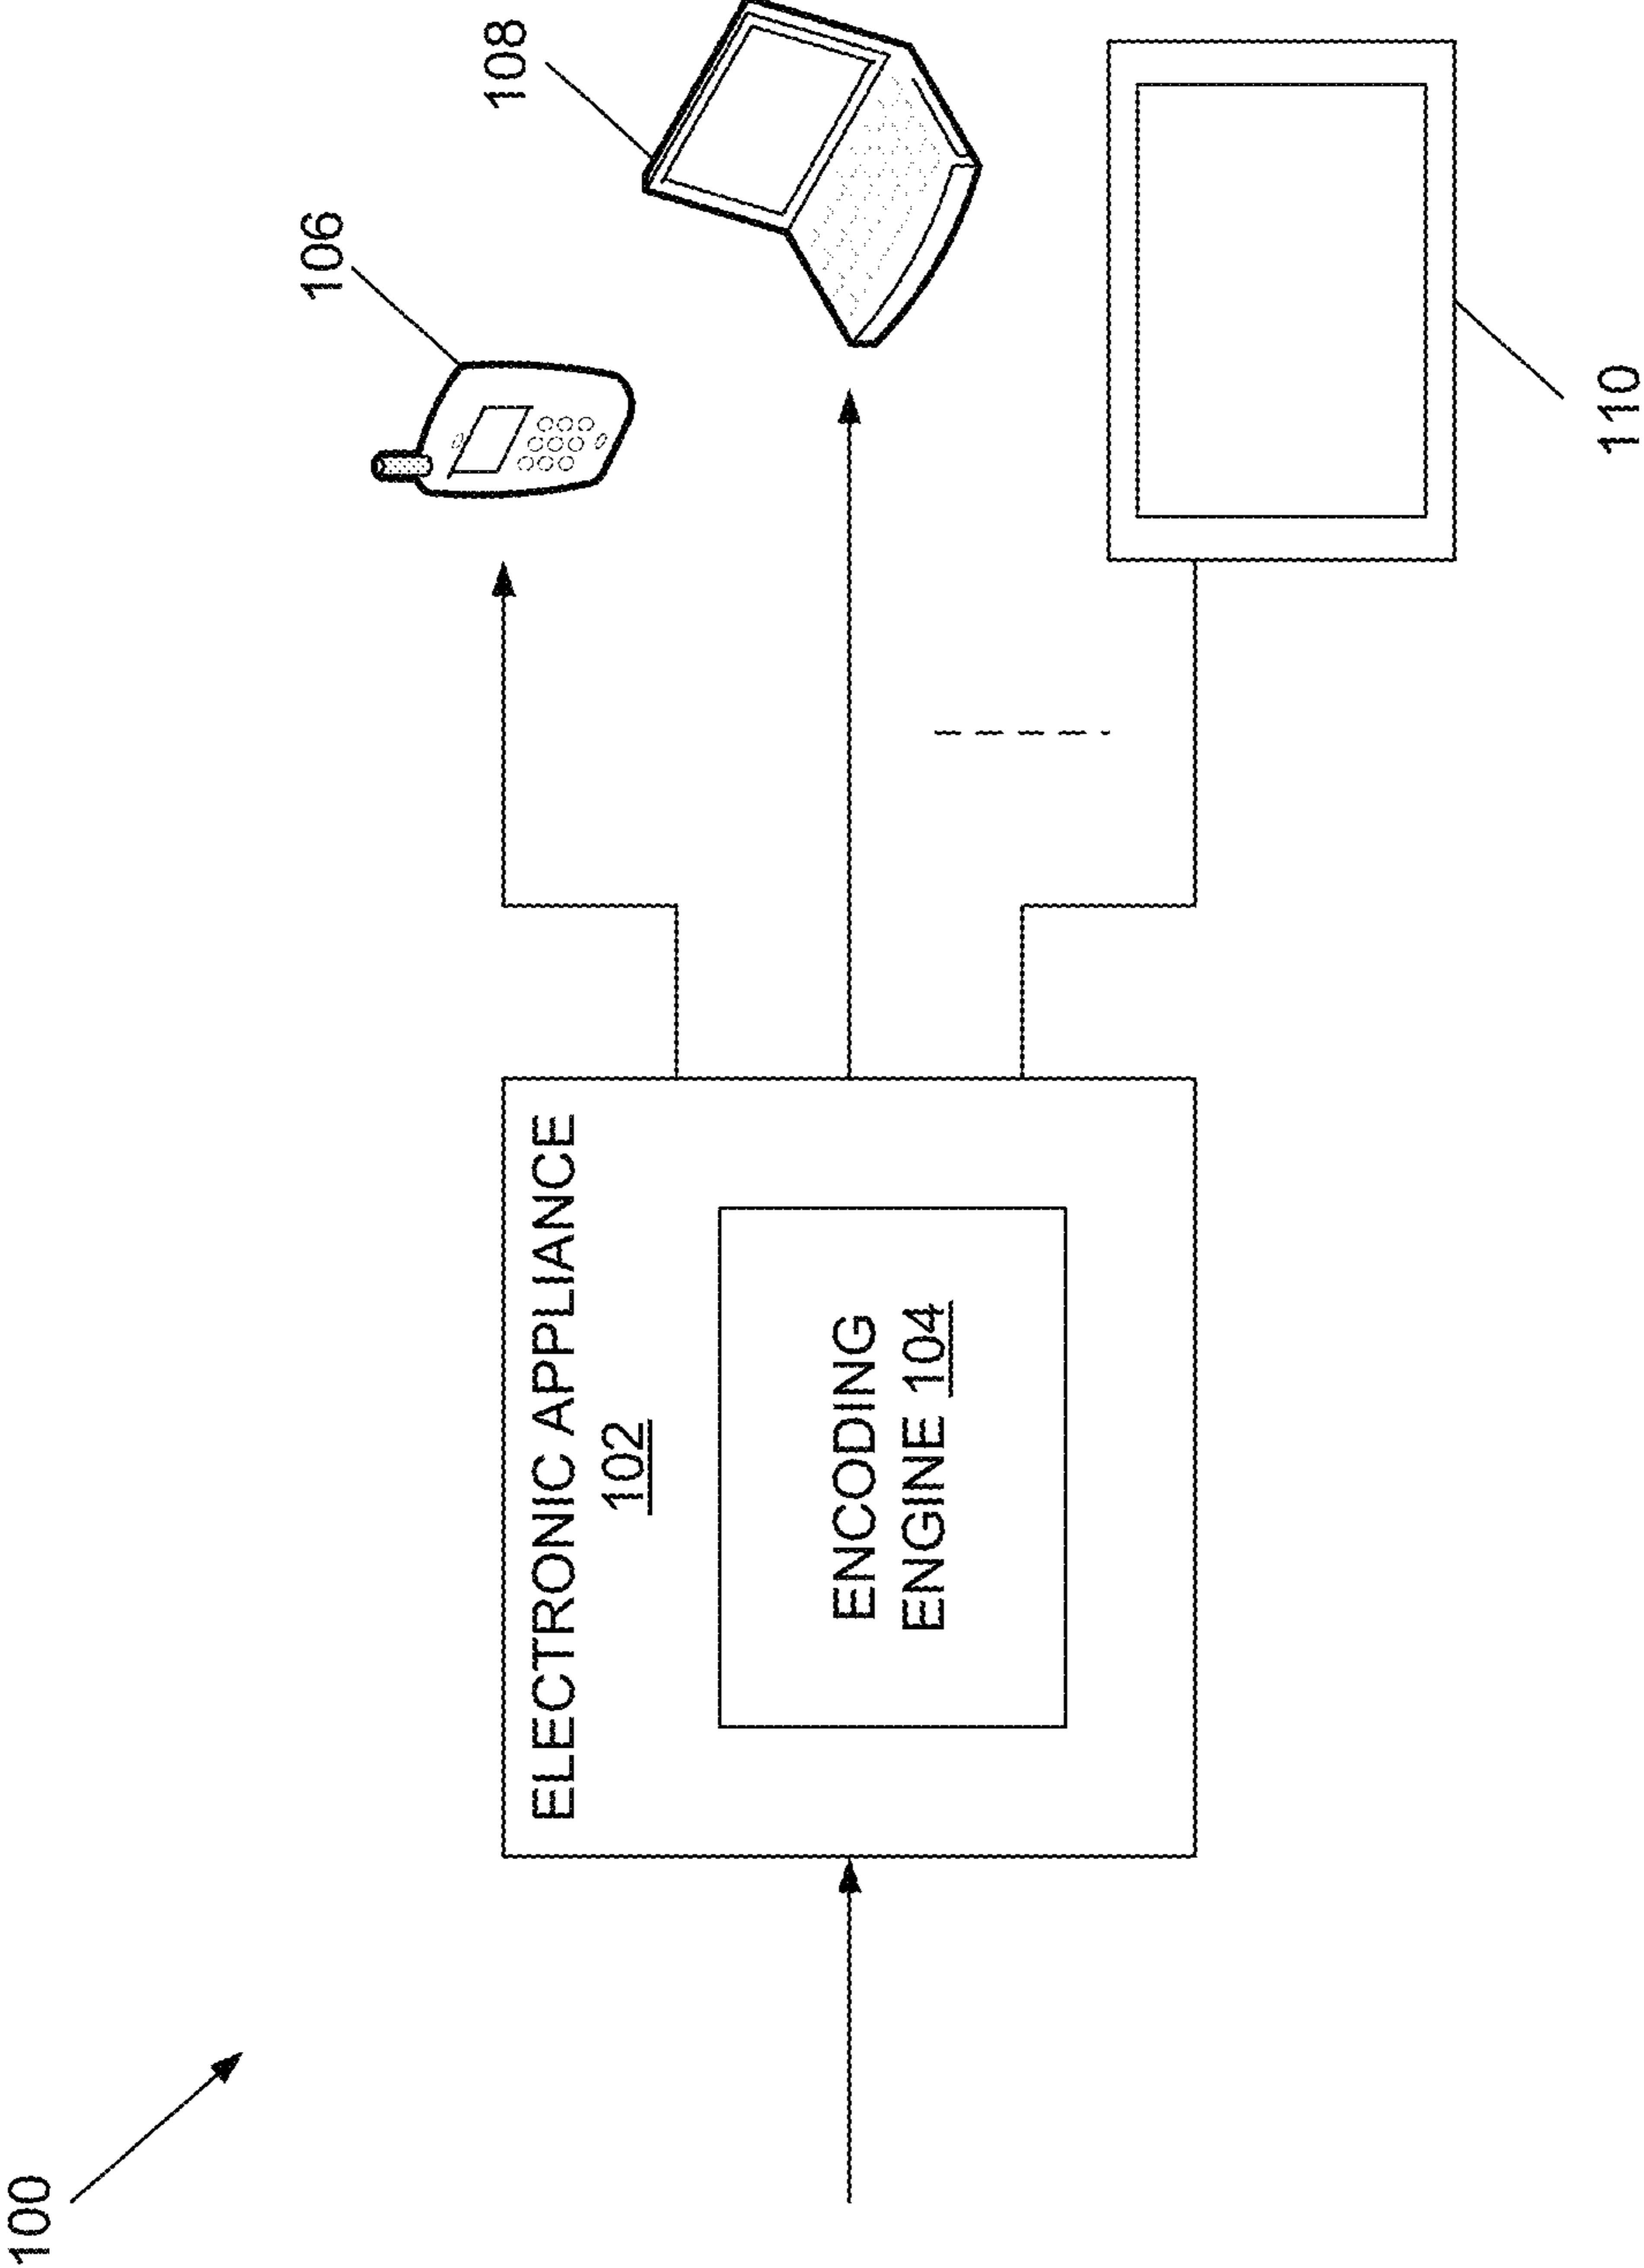 100
ELECTRONIC APPLIANCE
102
ENCODING
ENGINE 104
106
108
110